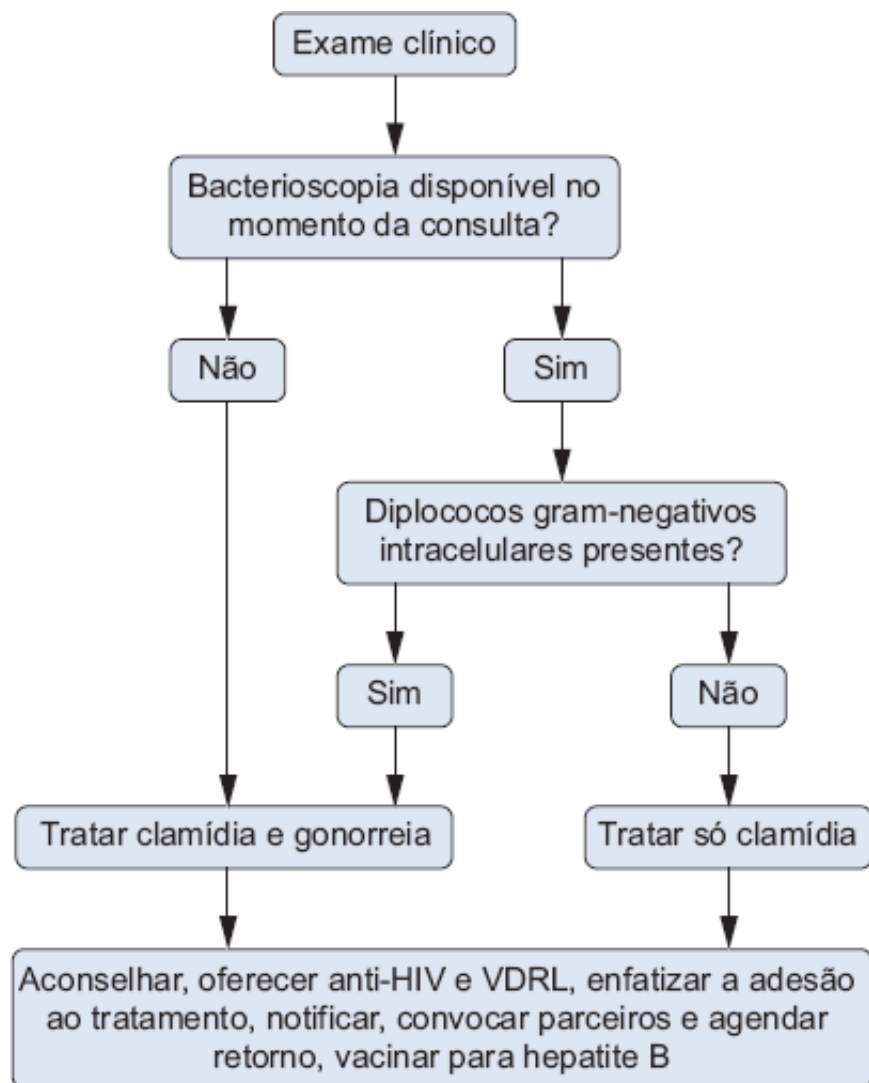 Exame clínico
Bacterioscopia disponível no
momento da consulta?
Não
Sim
Diplococos gram-negativos
intracelulares presentes?
Sim
Não
Tratar clamídia e gonorreia
Tratar só clamídia
Aconselhar, oferecer anti-HIV e VDRL, enfatizar a adesão
ao tratamento, notificar, convocar parceiros e agendar
retorno, vacinar para hepatite B